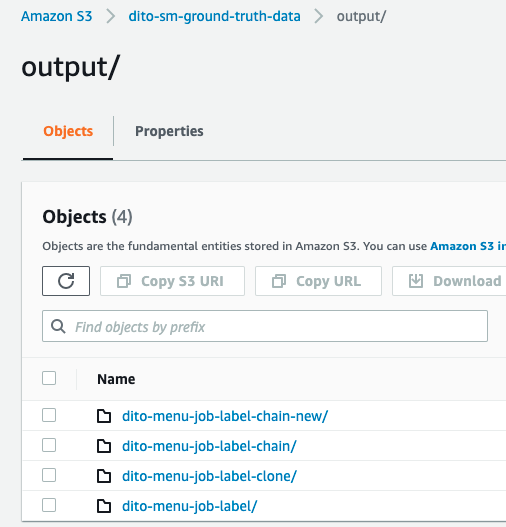 Amazon S3 > dito-sm-ground-truth-data > output/
output/
Objects Properties
Objects (4)
Objects are the fundamental entities stored in Amazon S3. You can use Amazon S3 in
Copy S3 URI Copy URL Download
Find objects by prefix
Name
dito-menu-job-label-chain-new/
dito-menu-job-label-chain/
dito-menu-job-label-clone/
dito-menu-job-label/